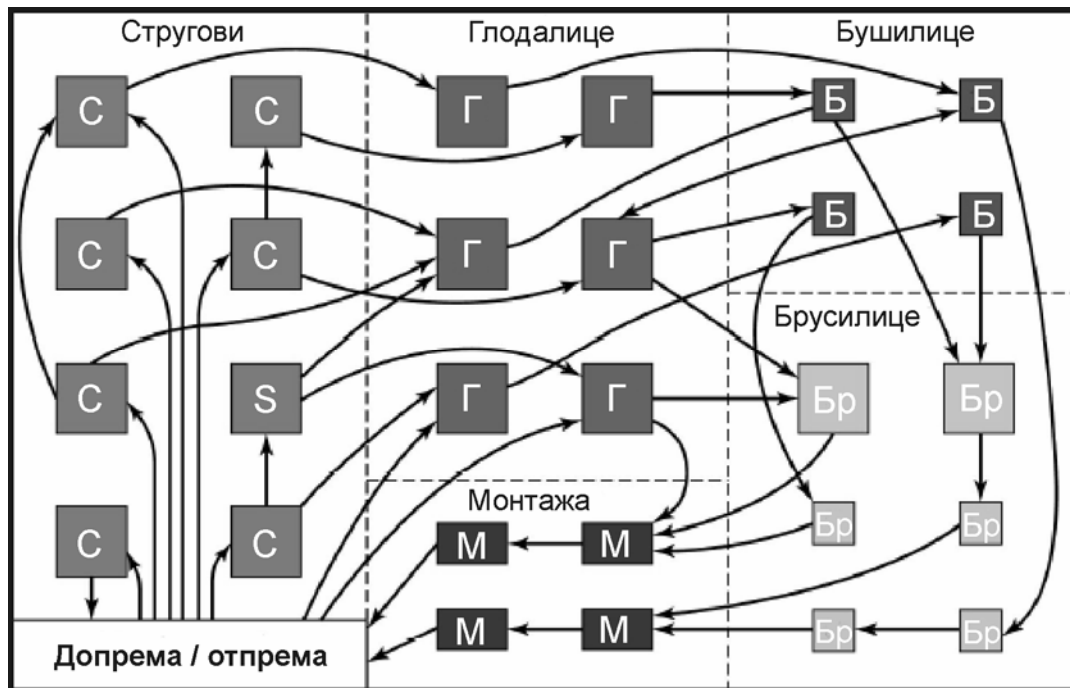 Стругови
Глодалице
Бушилице
С С Г Г Б Б
С С Г Г Б Б
Брусилице
С S Г Г Бр Бр
Монтажа
С С М М Бр Бр
М М Бр Бр
Допрема / отпрема